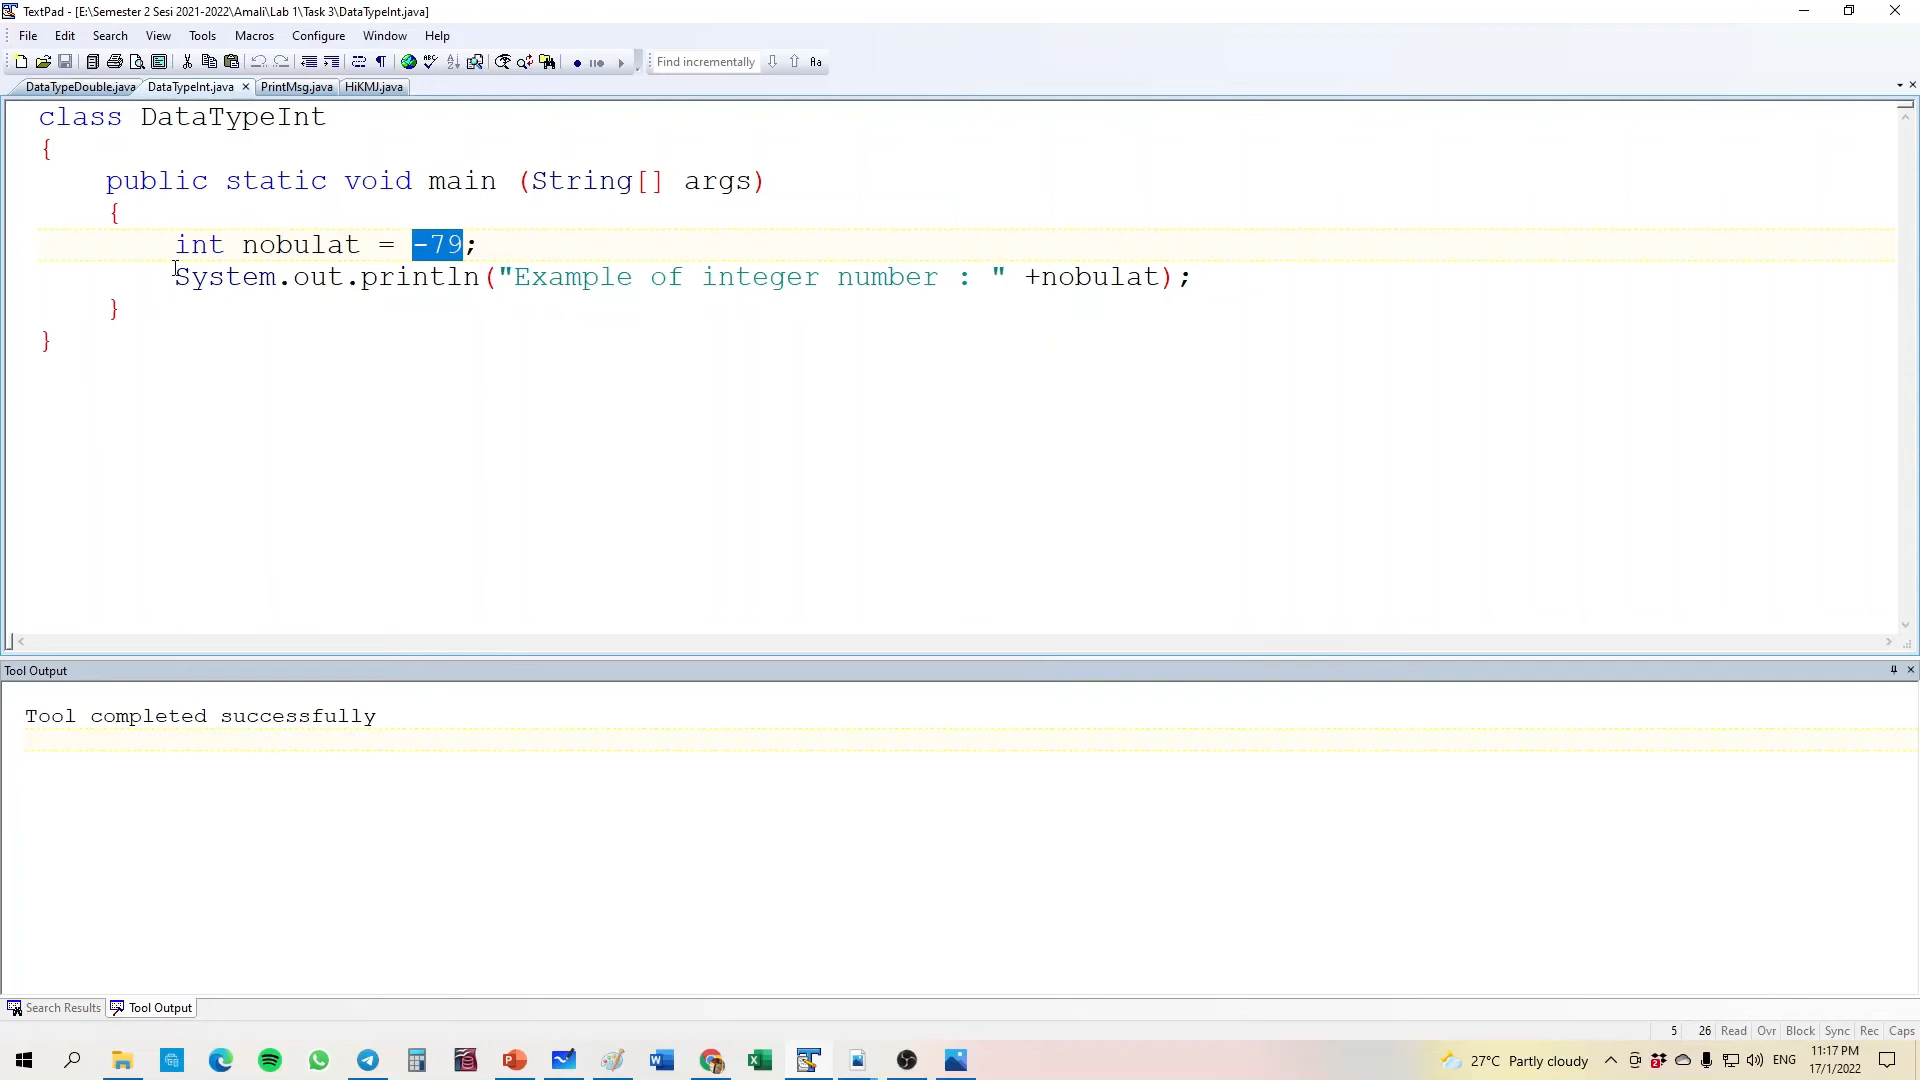 TextPad - [E:\Semester 2 Sesi 2021-2022\Amali\Lab 1\Task 3\DataTypeInt.java]
File Edit Search View Tools Macros Configure Window Help
Find incrementally
DataTypeDouble.java DataTypeInt.java PrintMsg.java HiKMJ.java
class DataTypeInt
{
public static void main (String[] args)
{
int nobulat = -79;
System.out.println("Example of integer number : " +nobulat);
}
}
Tool Output
Tool completed successfully
Search Results Tool Output
5 26 Read Ovr Block Sync Rec Caps
27°C Partly cloudy ENG 11:17 PM
17/1/2022